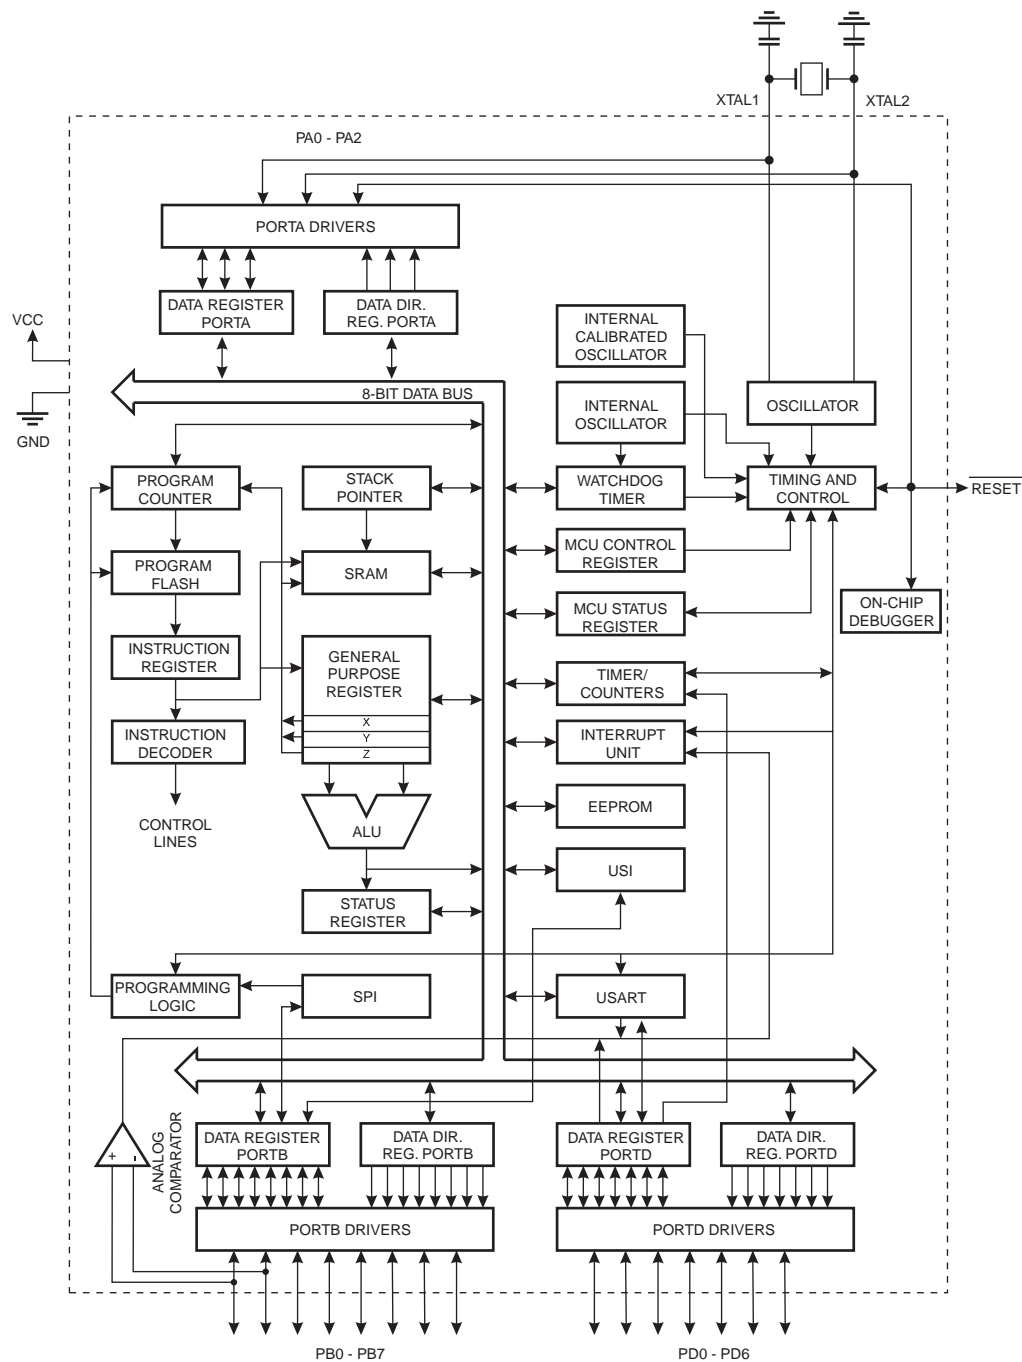 XTAL1
XTAL2
PA0 - PA2
PORTA DRIVERS
DATA REGISTER
PORTA
DATA DIR.
REG. PORTA
VCC
GND
8-BIT DATA BUS
INTERNAL
CALIBRATED
OSCILLATOR
INTERNAL
OSCILLATOR
OSCILLATOR
PROGRAM
COUNTER
STACK
POINTER
WATCHDOG
TIMER
TIMING AND
CONTROL
RESET
PROGRAM
FLASH
SRAM
MCU CONTROL
REGISTER
ON-CHIP
DEBUGGER
MCU STATUS
REGISTER
INSTRUCTION
REGISTER
GENERAL
PURPOSE
REGISTER
X
Y
Z
TIMER/
COUNTERS
INSTRUCTION
DECODER
INTERRUPT
UNIT
CONTROL
LINES
ALU
EEPROM
USI
STATUS
REGISTER
PROGRAMMING
LOGIC
SPI
USART
ANALOG
COMPARATOR
+
-
DATA REGISTER
PORTB
DATA DIR.
REG. PORTB
DATA REGISTER
PORTD
DATA DIR.
REG. PORTD
PORTB DRIVERS
PORTD DRIVERS
PB0 - PB7
PD0 - PD6